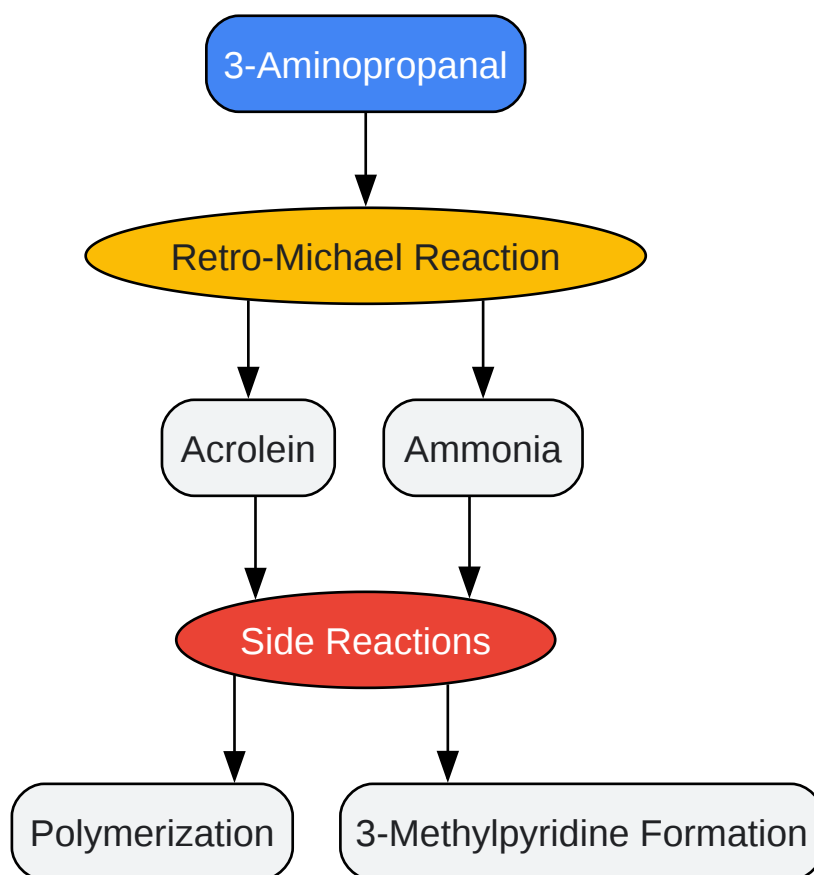 3-Aminopropanal
Retro-Michael Reaction
Acrolein
Ammonia
Side Reactions
Polymerization
3-Methylpyridine Formation